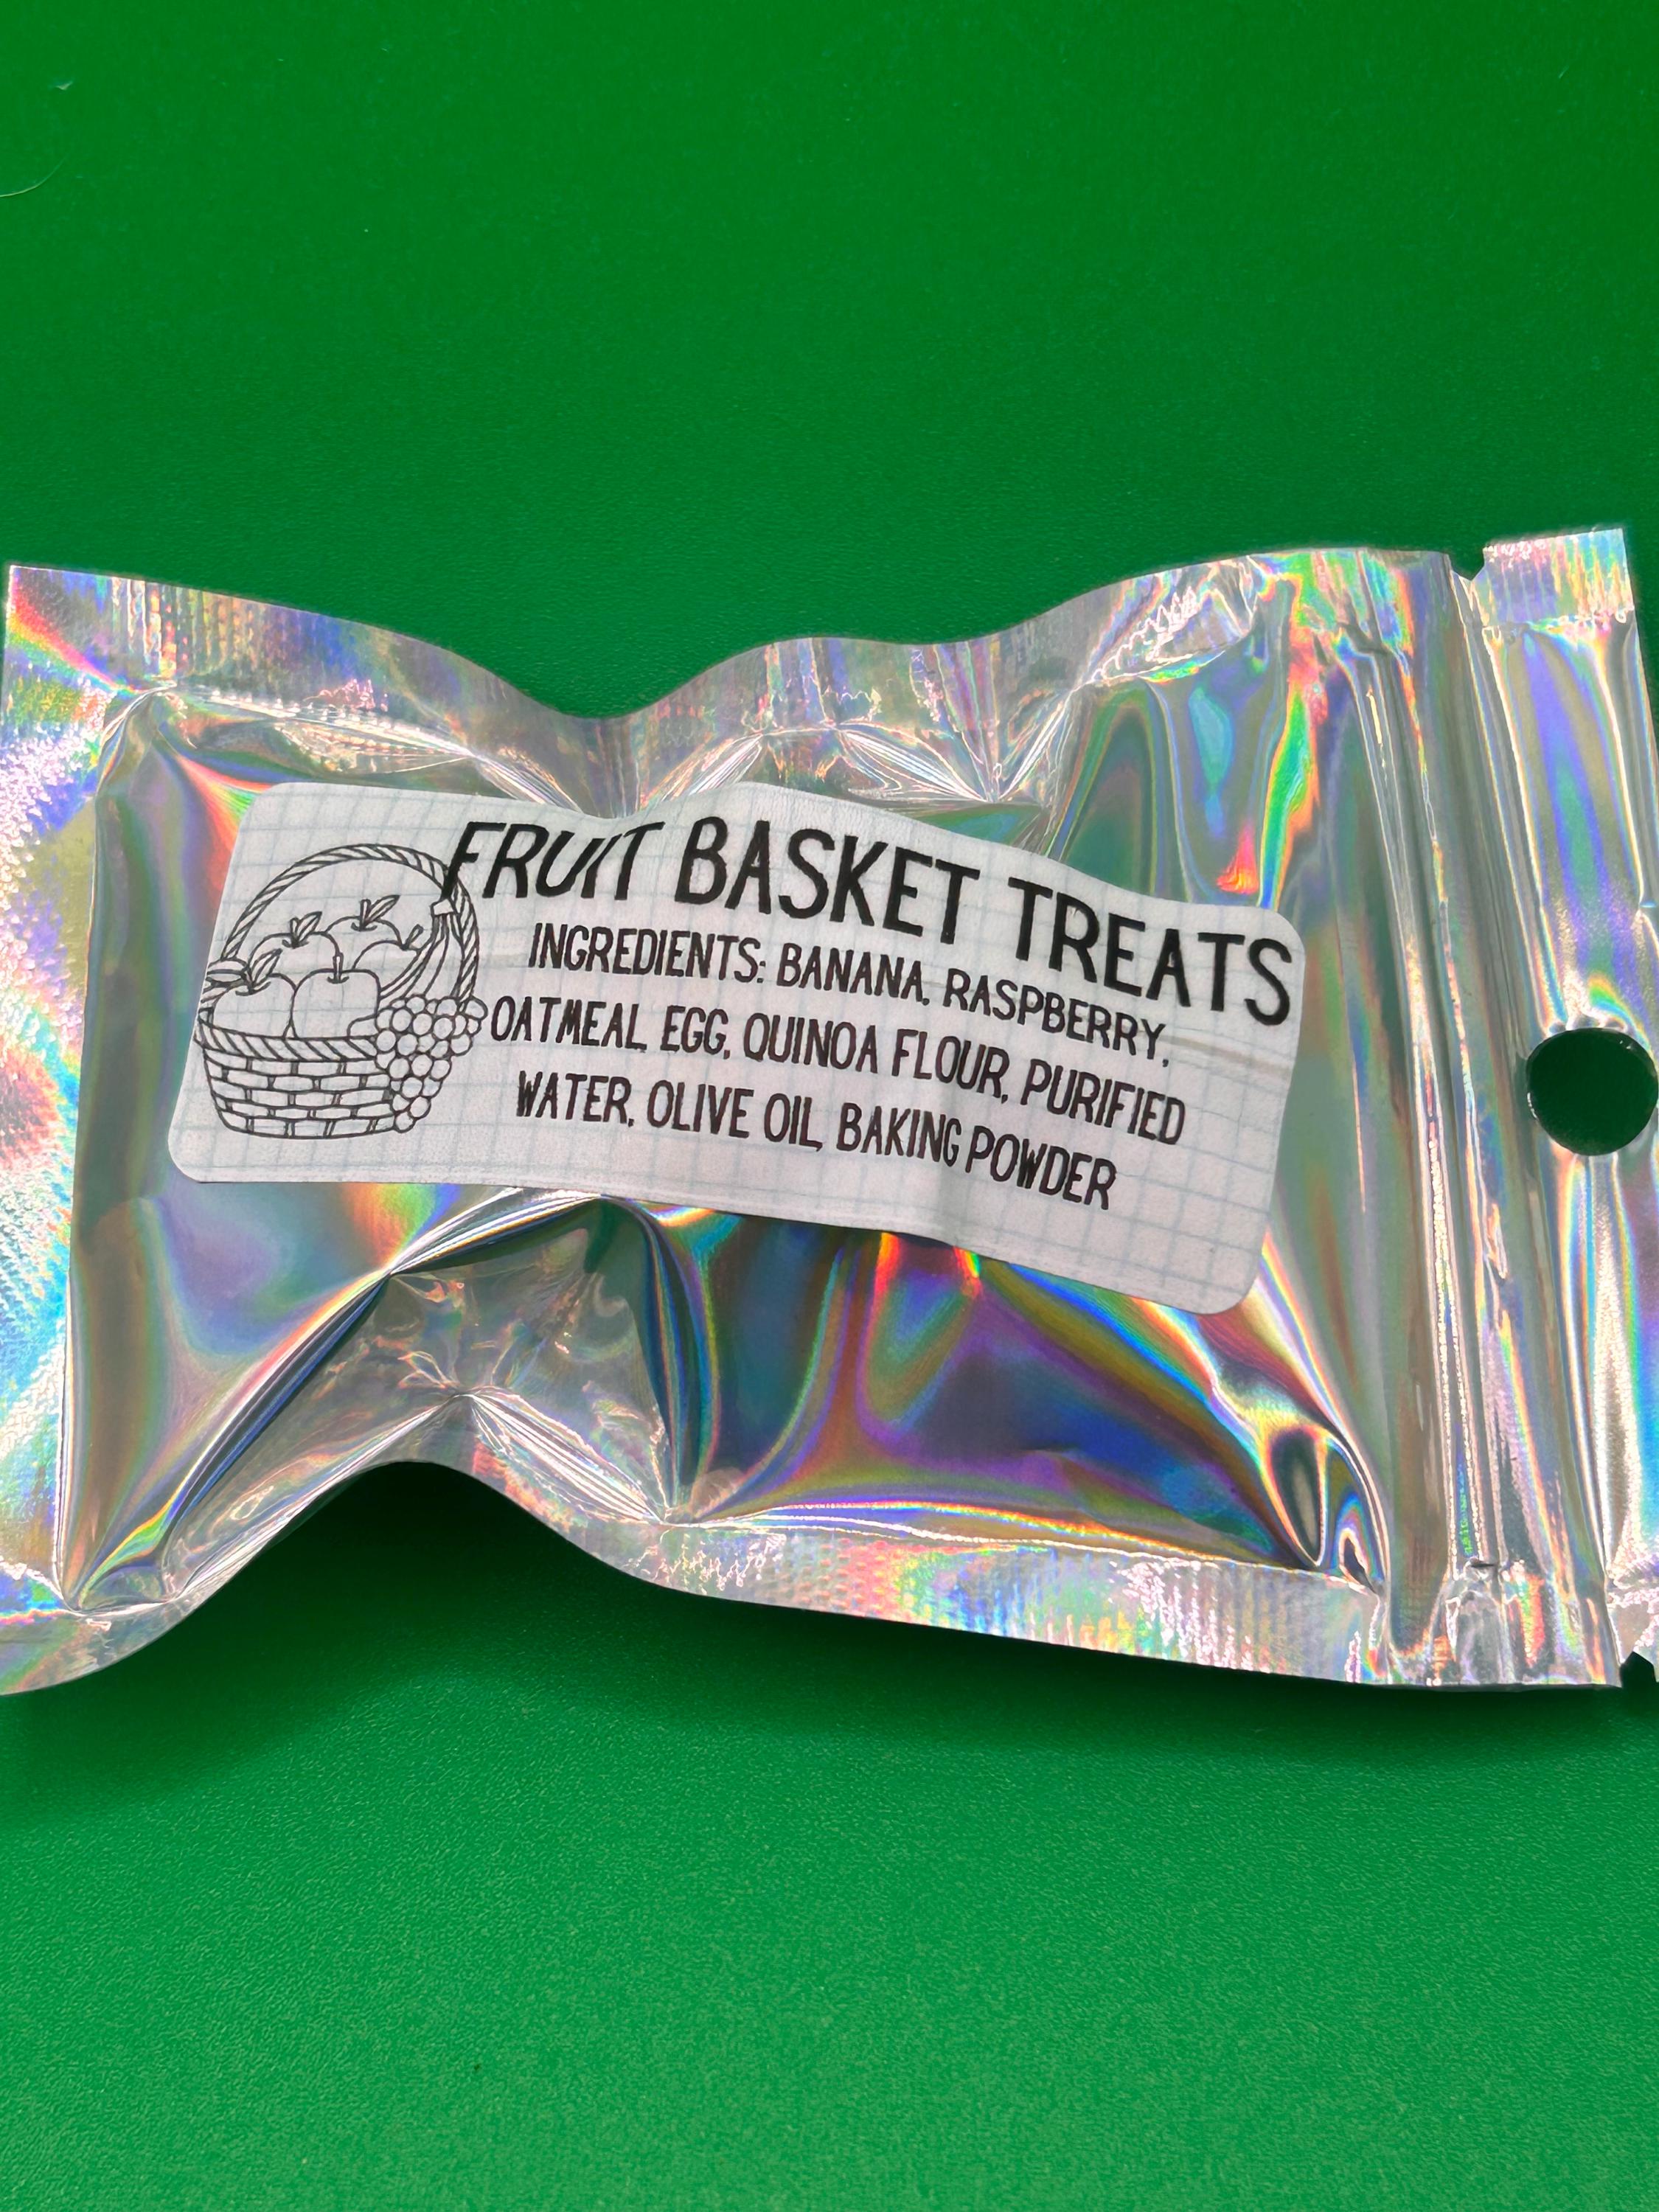 FRUIT BASKET TREATS
INGREDIENTS: BANANA, RASPBERRY,
OATMEAL, EGG, QUINOA FLOUR, PURIFIED
WATER, OLIVE OIL, BAKING POWDER